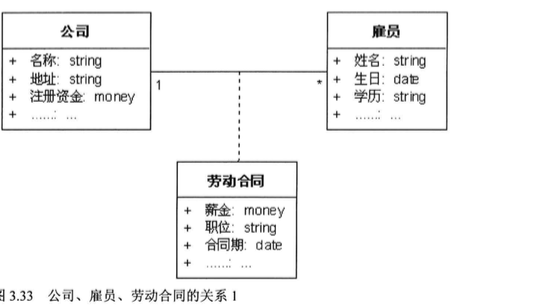 公司
+ 名称: string
+ 地址: string
+ 注册资金: money
+ ......: ...
1
*
雇员
+ 姓名: string
+ 生日: date
+ 学历: string
+ ......: ...
劳动合同
+ 薪金: money
+ 职位: string
+ 合同期: date
+ ......: ...
图 3.33 公司、雇员、劳动合同的关系 1